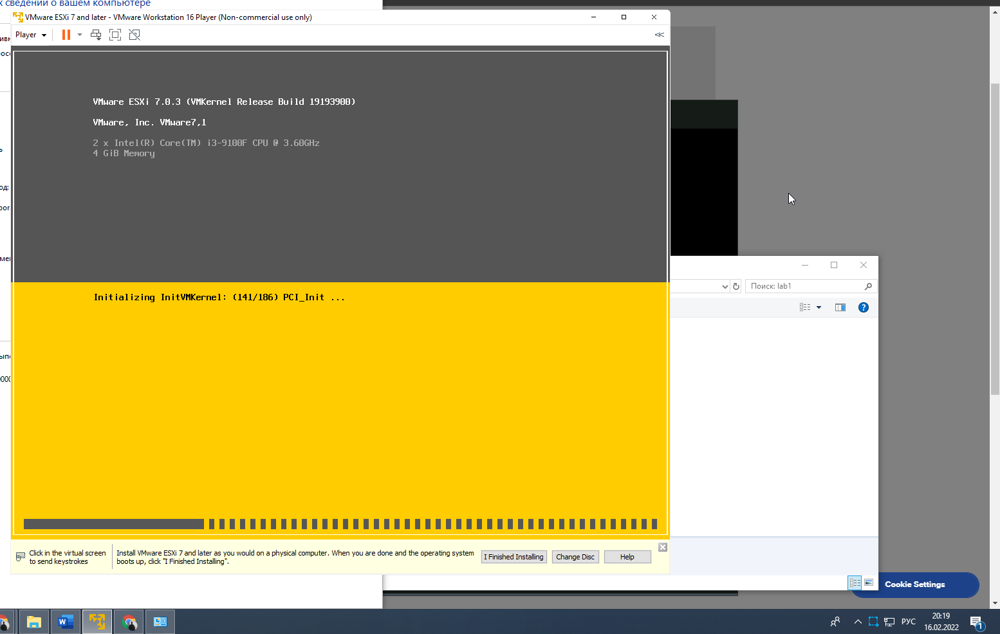 х сведений о вашем компьютере
VMware ESXi 7 and later - VMware Workstation 16 Player (Non-commercial use only)
Player
VMware ESXi 7.0.3 (VMKernel Release Build 19193900)
VMware, Inc. VMware7,1
2 x Intel(R) Core(TM) i3-9100F CPU @ 3.60GHz
4 GiB Memory
Initializing InitVMKernel: (141/186) PCI_Init ...
Поиск: lab1
Click in the virtual screen
to send keystrokes
Install VMware ESXi 7 and later as you would on a physical computer. When you are done and the operating system
boots up, click "I Finished Installing".
I Finished Installing
Change Disc
Help
Cookie Settings
РУС
20:19
16.02.2022
1